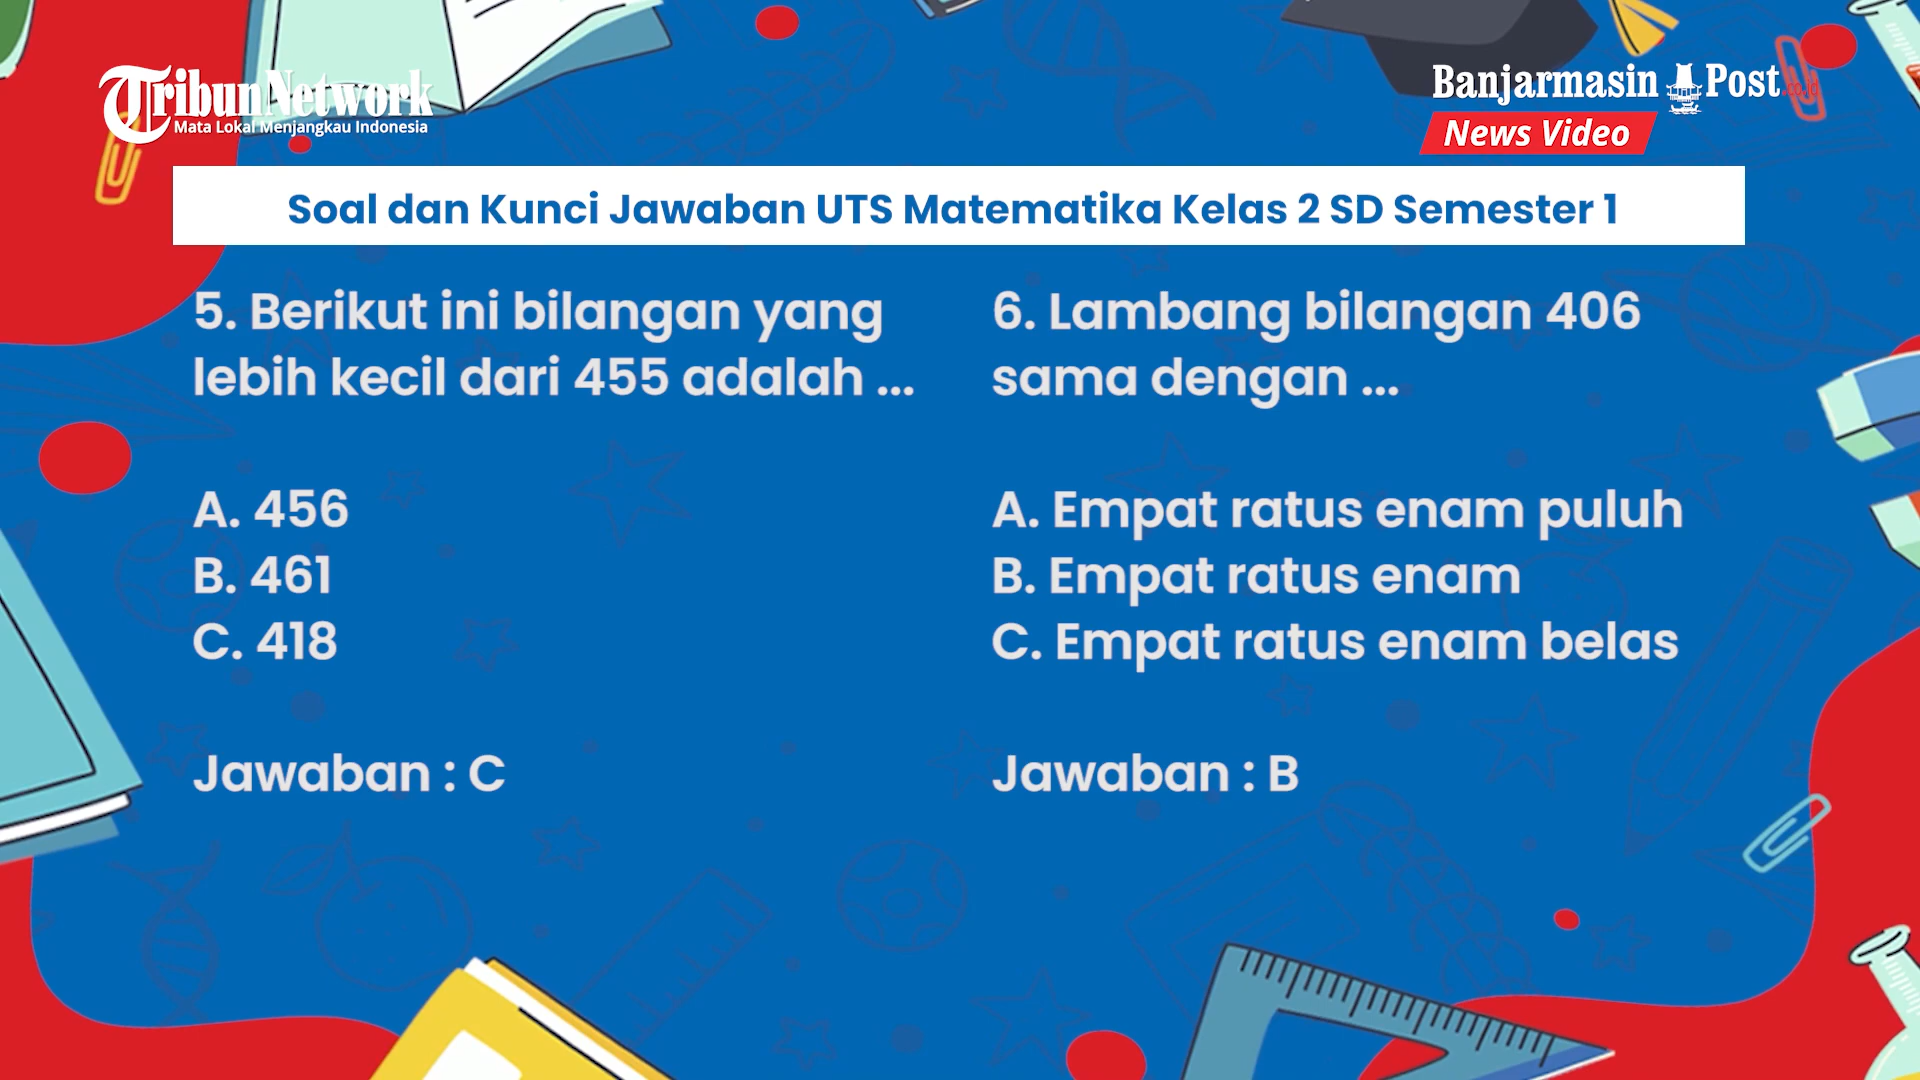 TribunNetwork
Mata Lokal Menjangkau Indonesia
Banjarmasin Post.co.id
News Video
Soal dan Kunci Jawaban UTS Matematika Kelas 2 SD Semester 1
5. Berikut ini bilangan yang
lebih kecil dari 455 adalah ...
A. 456
B. 461
C. 418
Jawaban : C
6. Lambang bilangan 406
sama dengan ...
A. Empat ratus enam puluh
B. Empat ratus enam
C. Empat ratus enam belas
Jawaban : B